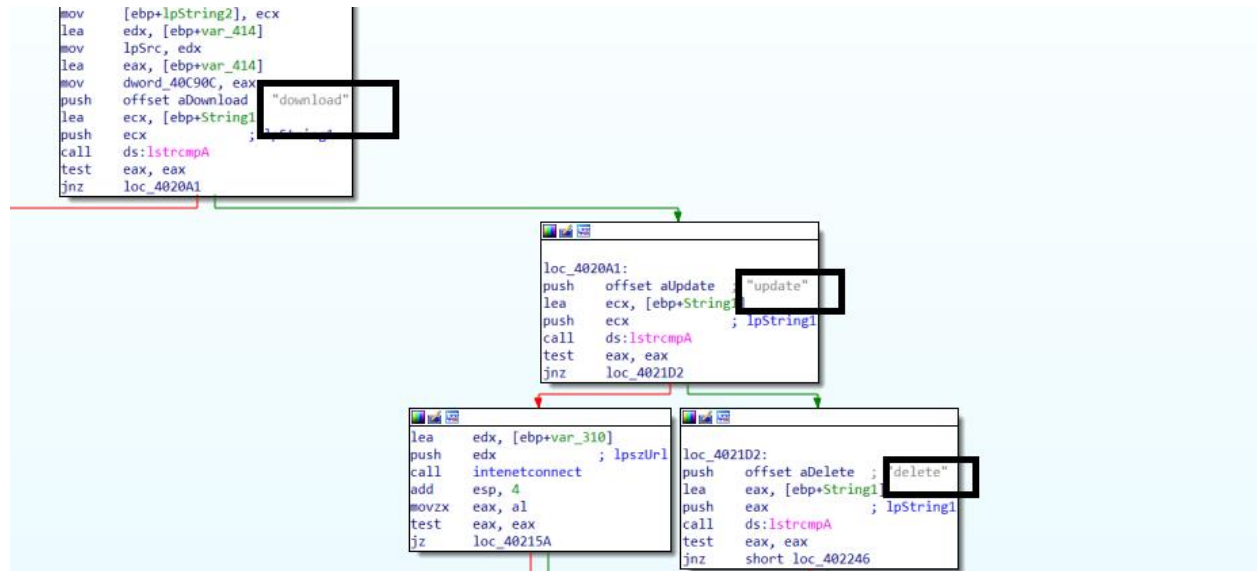 mov [ebp+lpString2], ecx
lea edx, [ebp+var_414]
mov lpSrc, edx
lea eax, [ebp+var_414]
mov dword_40C90C, eax
push offset aDownload "download"
lea ecx, [ebp+String1
push ecx ; lpString1
call ds:lstrcmpA
test eax, eax
jnz loc_4020A1
loc_4020A1:
push offset aUpdate ; "update"
lea ecx, [ebp+String1]
push ecx ; lpString1
call ds:lstrcmpA
test eax, eax
jnz loc_4021D2
lea edx, [ebp+var_310]
push edx ; lpszUrl
call intenetconnect
add esp, 4
movzx eax, al
test eax, eax
jz loc_40215A
loc_4021D2:
push offset aDelete ; "delete"
lea eax, [ebp+String1]
push eax ; lpString1
call ds:lstrcmpA
test eax, eax
jnz short loc_402246